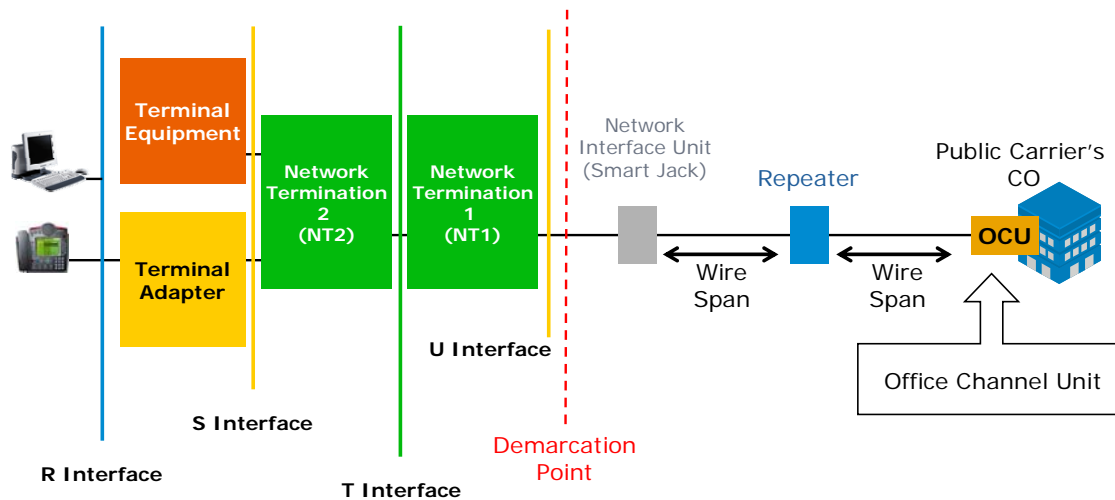 Terminal
Equipment
Terminal
Adapter
Network
Termination
2
(NT2)
Network
Termination
1
(NT1)
Network
Interface Unit
(Smart Jack)
Repeater
Public Carrier's
CO
OCU
Wire
Span
Wire
Span
Office Channel Unit
U Interface
S Interface
Demarcation
Point
R Interface
T Interface